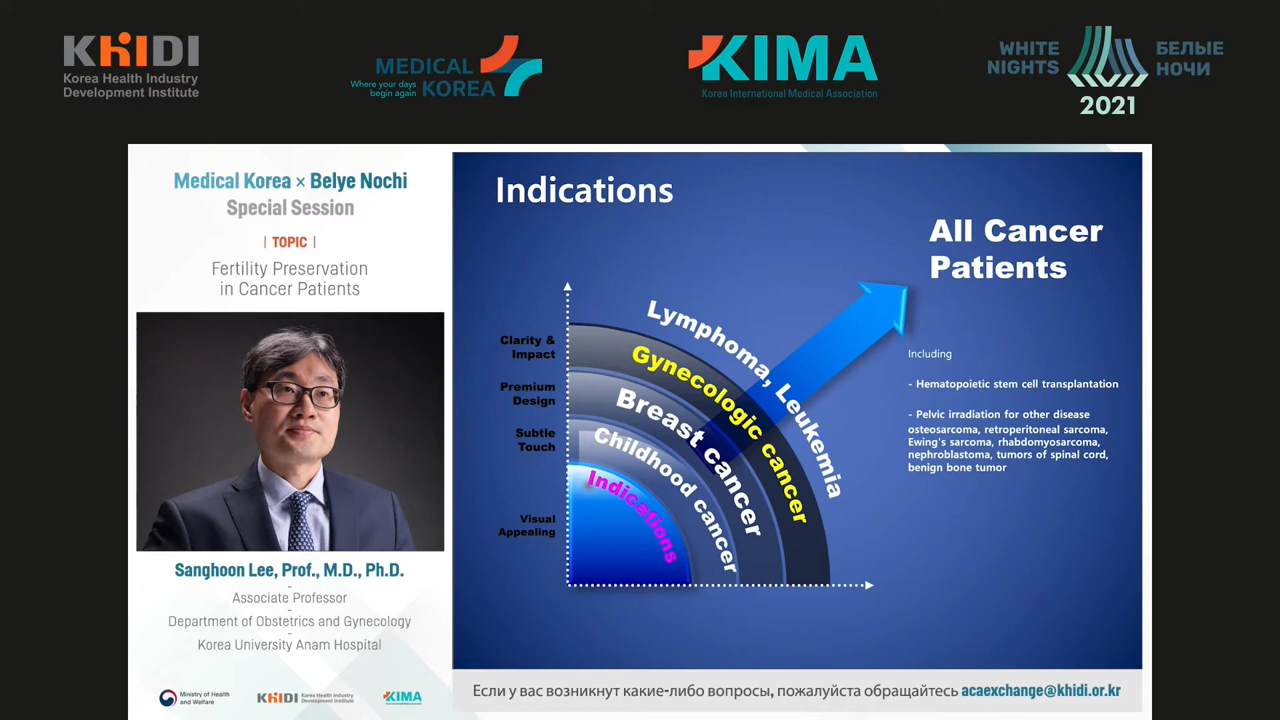 KHIDI
Korea Health Industry
Development Institute
MEDICAL
KOREA
Where your days
begin again
KIMA
Korea International Medical Association
WHITE
NIGHTS
БЕЛЫЕ
НОЧИ
2021
Medical Korea × Belye Nochi
Special Session
| TOPIC |
Fertility Preservation
in Cancer Patients
Sanghoon Lee, Prof., M.D., Ph.D.
Associate Professor
Department of Obstetrics and Gynecology
Korea University Anam Hospital
Ministry of Health
and Welfare
KHIDI
Korea Health Industry
Development Institute
KIMA
Indications
All Cancer
Patients
Clarity &
Impact
Premium
Design
Subtle
Touch
Visual
Appealing
Lymphoma, Leukemia
Gynecologic cancer
Breast cancer
Childhood cancer
Indications
Including
- Hematopoietic stem cell transplantation
- Pelvic irradiation for other disease
osteosarcoma, retroperitoneal sarcoma,
Ewing's sarcoma, rhabdomyosarcoma,
nephroblastoma, tumors of spinal cord,
benign bone tumor
Если у вас возникнут какие-либо вопросы, пожалуйста обращайтесь acaexchange@khidi.or.kr